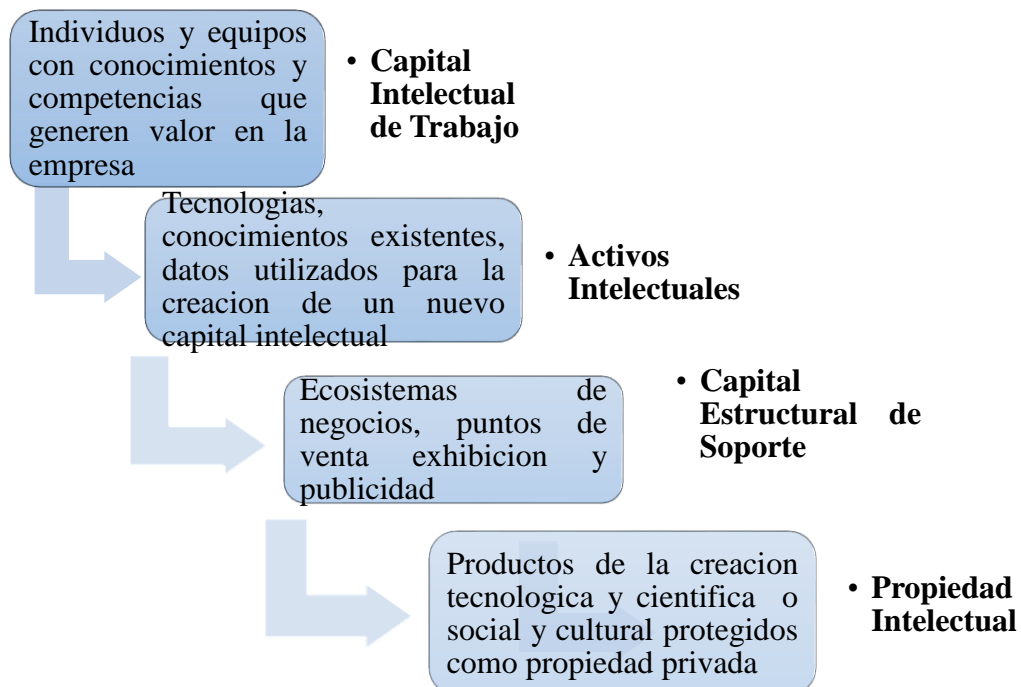 Individuos y equipos
con conocimientos y
competencias que
generen valor en la
empresa
• Capital
Intelectual
de Trabajo
Tecnologias,
conocimientos existentes,
datos utilizados para la
creacion de un nuevo
capital intelectual
• Activos
Intelectuales
Ecosistemas de
negocios, puntos de
venta exhibicion y
publicidad
• Capital
Estructural de
Soporte
Productos de la creacion
tecnologica y cientifica o
social y cultural protegidos
como propiedad privada
• Propiedad
Intelectual